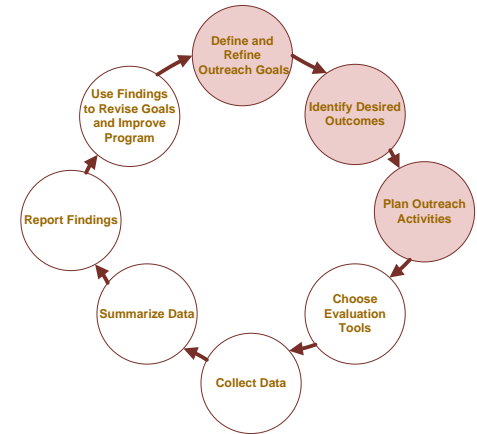 Define and
Refine
Outreach Goals
Identify Desired
Outcomes
Plan Outreach
Activities
Choose
Evaluation
Tools
Collect Data
Summarize Data
Report Findings
Use Findings
to Revise Goals
and Improve
Program